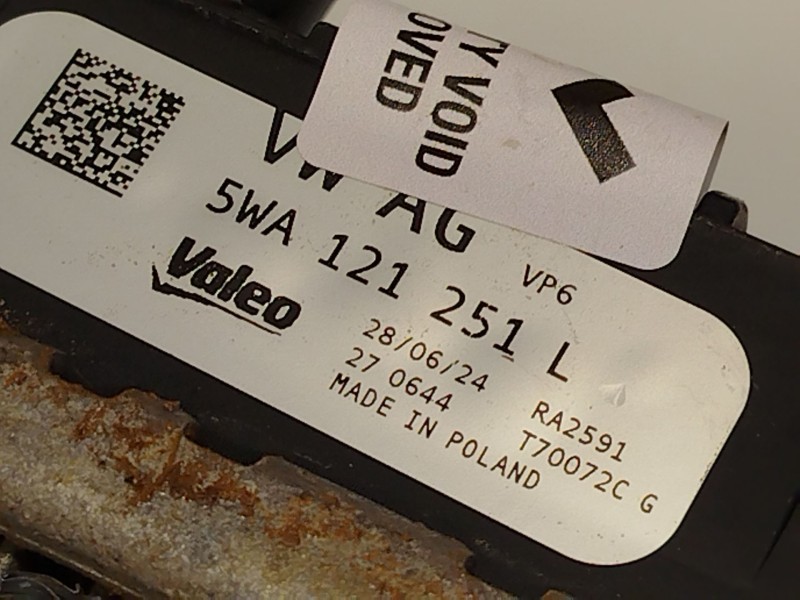 TY VOID
OVED
VW AG
5WA 121 251 L
VP6
Valeo
28/06/24
27 0644
MADE IN POLAND
RA2591
T70072C G